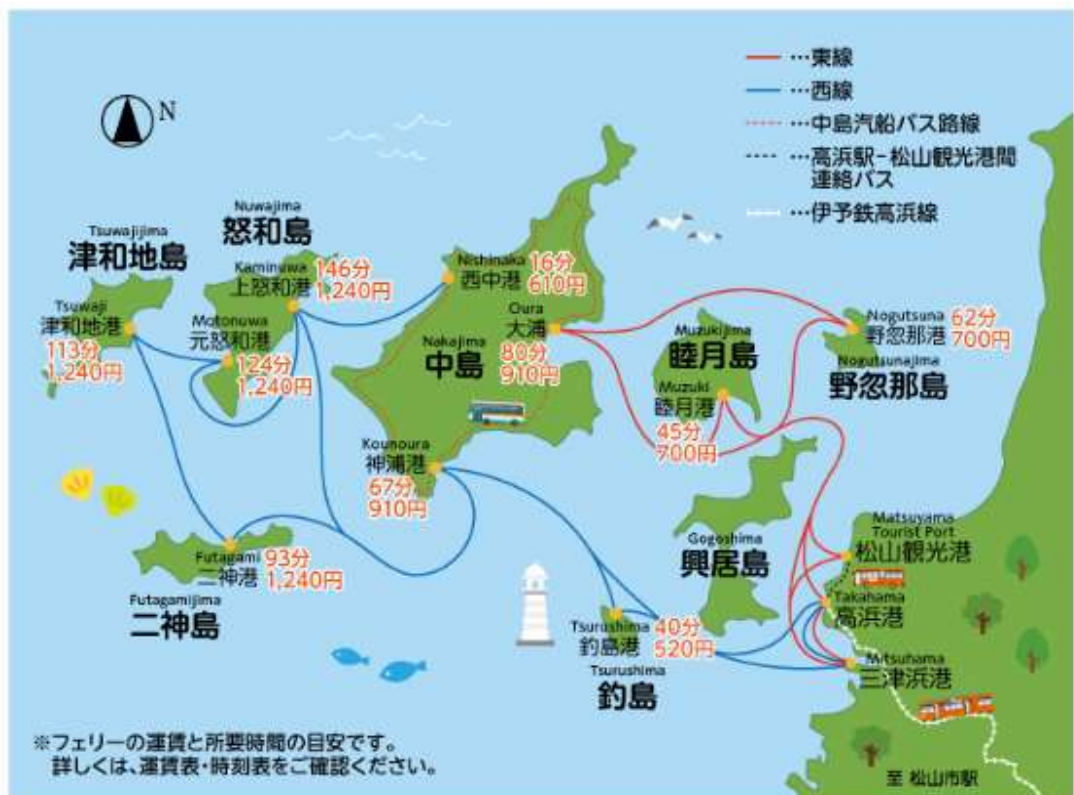 N
…東線
…西線
…中島汽船バス路線
…高浜駅-松山観光港間
連絡バス
…伊予鉄高浜線
Tsuwajijima
津和地島
Tsuwaji
津和地港
113分
1,240円
Nuwajima
怒和島
Kaminuwa
上怒和港
146分
1,240円
Motonuwa
元怒和港
124分
1,240円
Nishinaka
西中港
16分
610円
Oura
大浦
80分
910円
Nakajima
中島
Kounoura
神浦港
67分
910円
Muzukijima
睦月島
Muzuki
睦月港
45分
700円
Nogutsuna
野忽那港
62分
700円
Nogutsunajima
野忽那島
Gogoshima
興居島
Matsuyama
Tourist Port
松山観光港
Takahama
高浜港
Mitsuhama
三津浜港
Futagami
二神港
93分
1,240円
Futagamijima
二神島
Tsurushima
釣島港
40分
520円
Tsurushima
釣島
※フェリーの運賃と所要時間の目安です。
詳しくは、運賃表・時刻表をご確認ください。
至 松山市駅